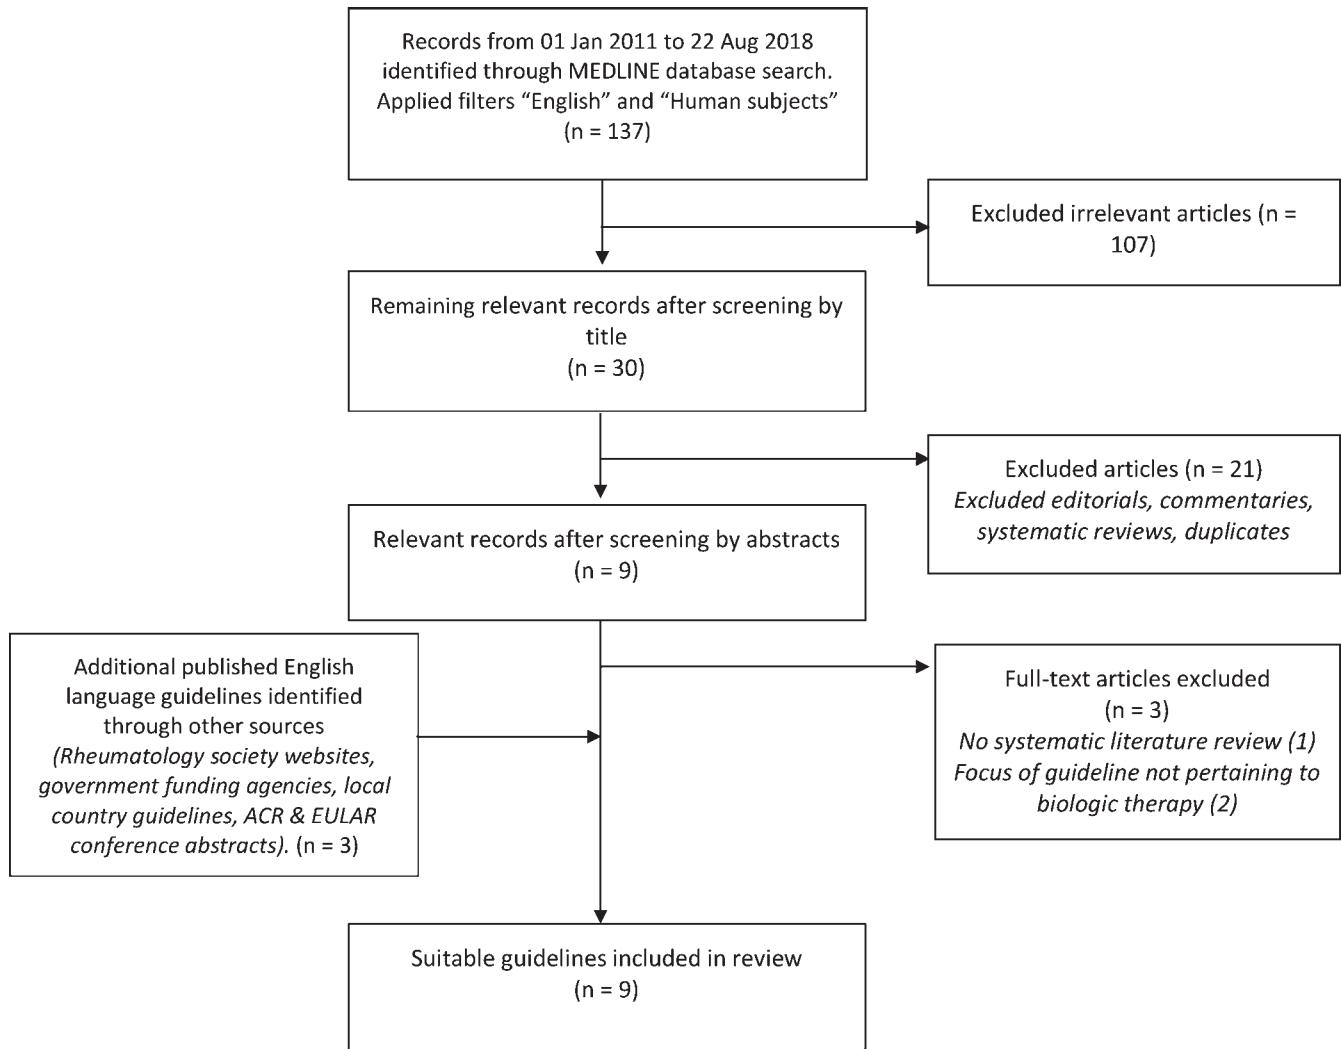 Records from 01 Jan 2011 to 22 Aug 2018
identified through MEDLINE database search.
Applied filters “English” and “Human subjects”
(n = 137)
Excluded irrelevant articles (n =
107)
Remaining relevant records after screening by
title
(n = 30)
Excluded articles (n = 21)
Excluded editorials, commentaries,
systematic reviews, duplicates
Relevant records after screening by abstracts
(n = 9)
Additional published English
language guidelines identified
through other sources
(Rheumatology society websites,
government funding agencies, local
country guidelines, ACR & EULAR
conference abstracts). (n = 3)
Full-text articles excluded
(n = 3)
No systematic literature review (1)
Focus of guideline not pertaining to
biologic therapy (2)
Suitable guidelines included in review
(n = 9)